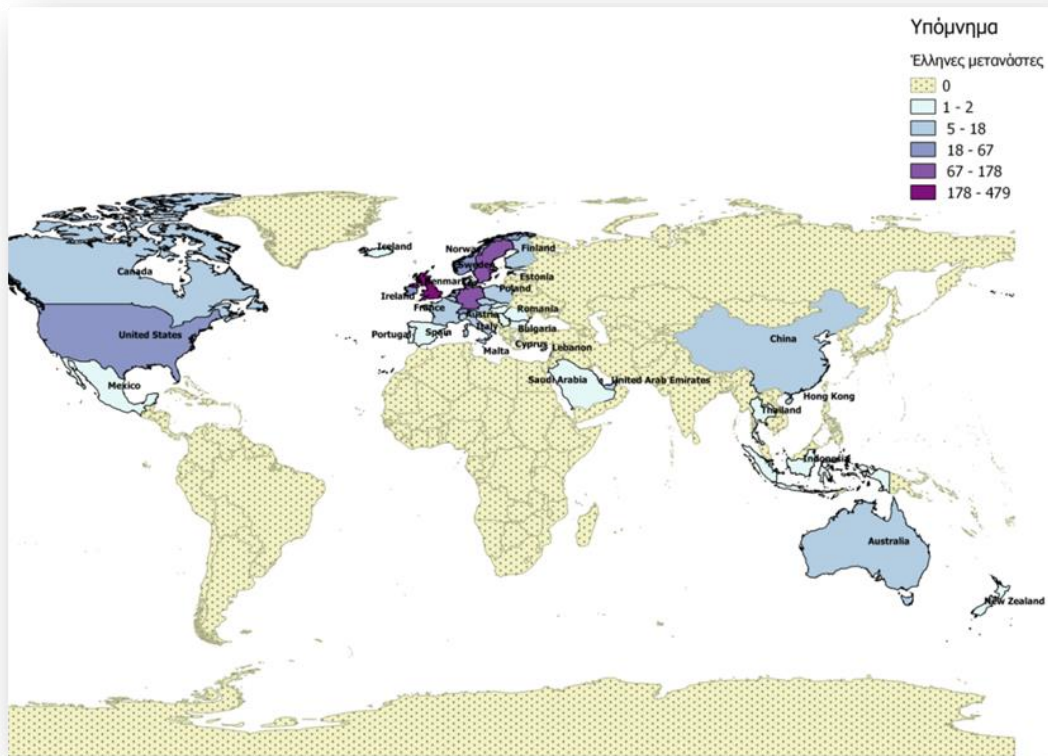 Υπόμνημα
Έλληνες μετανάστες
0
1 - 2
5 - 18
18 - 67
67 - 178
178 - 479
Iceland
Norway
Finland
Sweden
Canada
Estonia
Denmark
Poland
Ireland
France
Romania
Austria
United States
Portugal
Spain
Italy
Bulgaria
China
Cyprus
Lebanon
Malta
Saudi Arabia
United Arab Emirates
Mexico
Hong Kong
Thailand
Indonesia
Australia
New Zealand